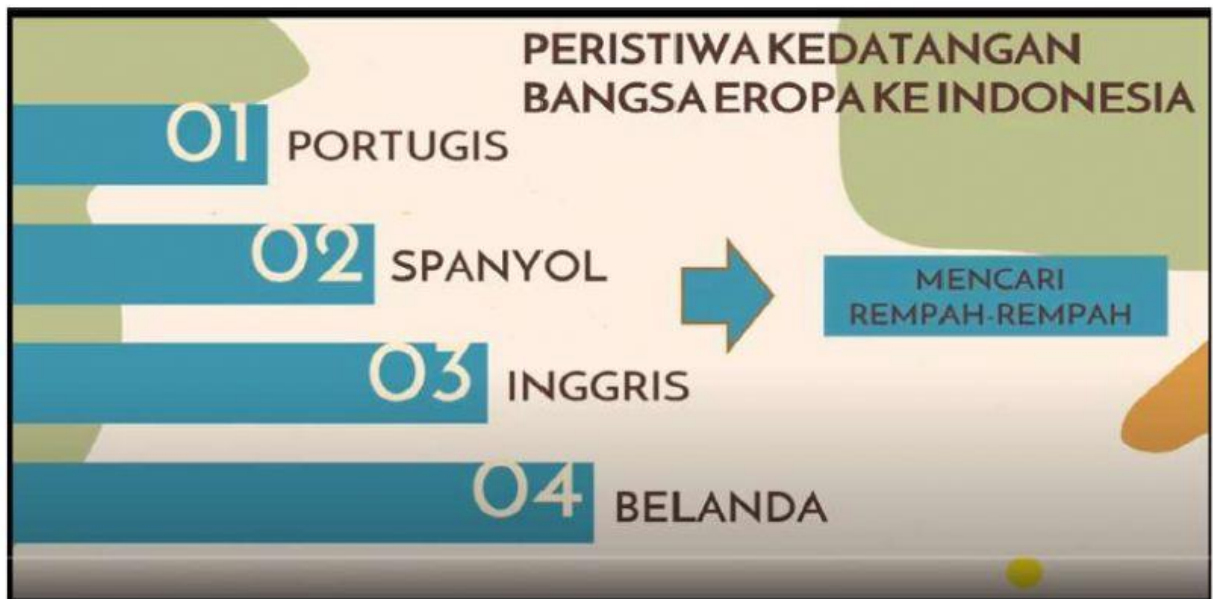 PERISTIWA KEDATANGAN
BANGSA EROPA KE INDONESIA
01 PORTUGIS
02 SPANYOL
03 INGGRIS
04 BELANDA
MENCARI
REMPAH-REMPAH